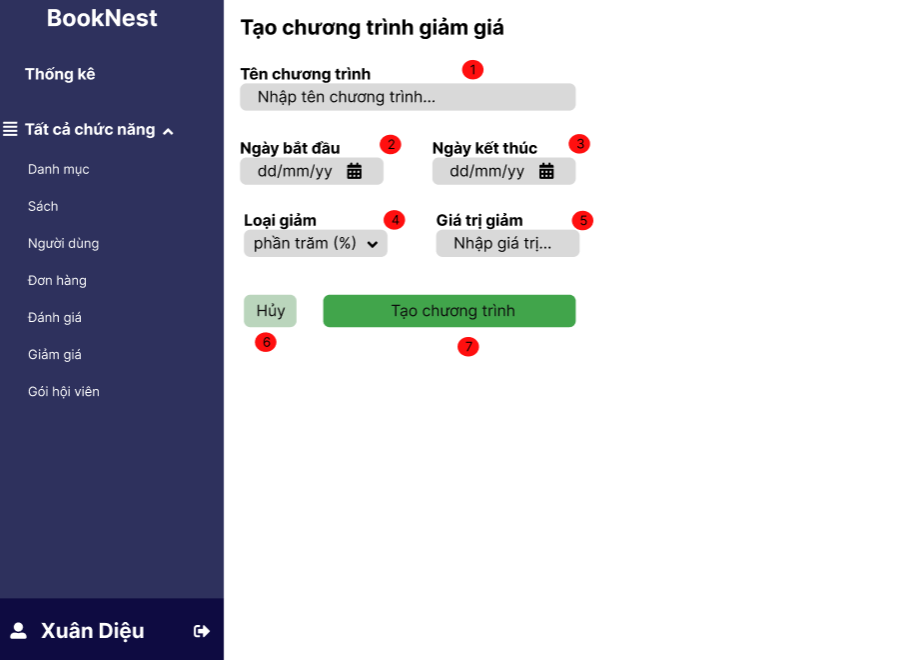 BookNest
Thống kê
Tất cả chức năng
Danh mục
Sách
Người dùng
Đơn hàng
Đánh giá
Giảm giá
Gói hội viên
Xuân Diệu
Tạo chương trình giảm giá
Tên chương trình 1
Nhập tên chương trình...
Ngày bắt đầu 2 Ngày kết thúc 3
dd/mm/yy dd/mm/yy
Loại giảm 4 Giá trị giảm 5
phần trăm (%) Nhập giá trị...
Hủy Tạo chương trình
6 7